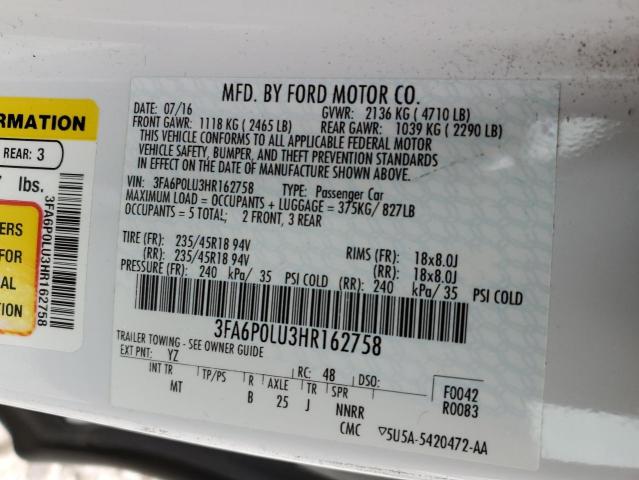 MFD. BY FORD MOTOR CO.
DATE: 07/16 GVWR: 2136 KG ( 4710 LB)
FRONT GAWR: 1118 KG ( 2465 LB) REAR GAWR: 1039 KG ( 2290 LB)
THIS VEHICLE CONFORMS TO ALL APPLICABLE FEDERAL MOTOR
VEHICLE SAFETY, BUMPER, AND THEFT PREVENTION STANDARDS
IN EFFECT ON THE DATE OF MANUFACTURE SHOWN ABOVE.
VIN: 3FA6P0LU3HR162758 TYPE: Passenger Car
MAXIMUM LOAD = OCCUPANTS + LUGGAGE = 375KG/ 827LB
OCCUPANTS = 5 TOTAL; 2 FRONT, 3 REAR
TIRE (FR): 235/45R18 94V RIMS (FR): 18x8.0J
(RR): 235/45R18 94V (RR): 18x8.0J
PRESSURE (FR): 240 kPa/ 35 PSI COLD (RR): 240 kPa/ 35 PSI COLD
3FA6P0LU3HR162758
TRAILER TOWING - SEE OWNER GUIDE
EXT PNT: YZ RC: 48 DSO: F0042
INT TR TP/PS R AXLE TR SPR R0083
MT B 25 J NNRR
CMC ▽5U5A-5420472-AA
ORMATION
REAR: 3
lbs.
3FA6P0LU3HR162758
ERS
FOR
AL
TION